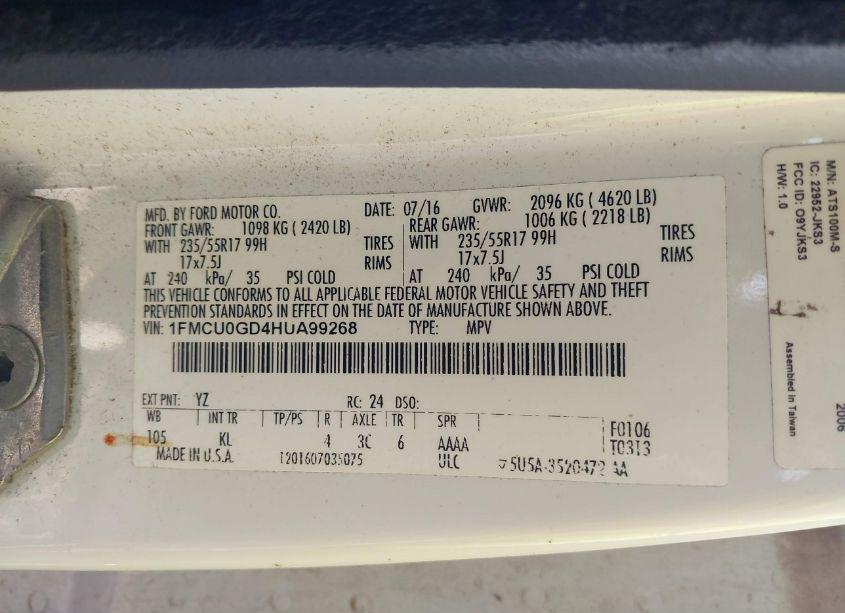 MFD. BY FORD MOTOR CO. DATE: 07/16 GVWR: 2096 KG ( 4620 LB)
FRONT GAWR: 1098 KG ( 2420 LB) REAR GAWR: 1006 KG ( 2218 LB)
WITH 235/55R17 99H TIRES WITH 235/55R17 99H TIRES
17x7.5J RIMS 17x7.5J RIMS
AT 240 kPa/ 35 PSI COLD AT 240 kPa/ 35 PSI COLD
THIS VEHICLE CONFORMS TO ALL APPLICABLE FEDERAL MOTOR VEHICLE SAFETY AND THEFT
PREVENTION STANDARDS IN EFFECT ON THE DATE OF MANUFACTURE SHOWN ABOVE.
VIN: 1FMCU0GD4HUA99268 TYPE: MPV
EXT PNT: YZ RC: 24 DSO:
WB INT TR TP/PS R AXLE TR SPR F0106
105 KL 4 3C 6 AAAA T0313
MADE IN U.S.A. 1201607035075 ULC 5U5A-3520472 AA
M/N: ATS100M-S
IC: 22952-JKS3
FCC ID: O9YJKS3
H/W: 1.0
Assembled in Taiwan
2006